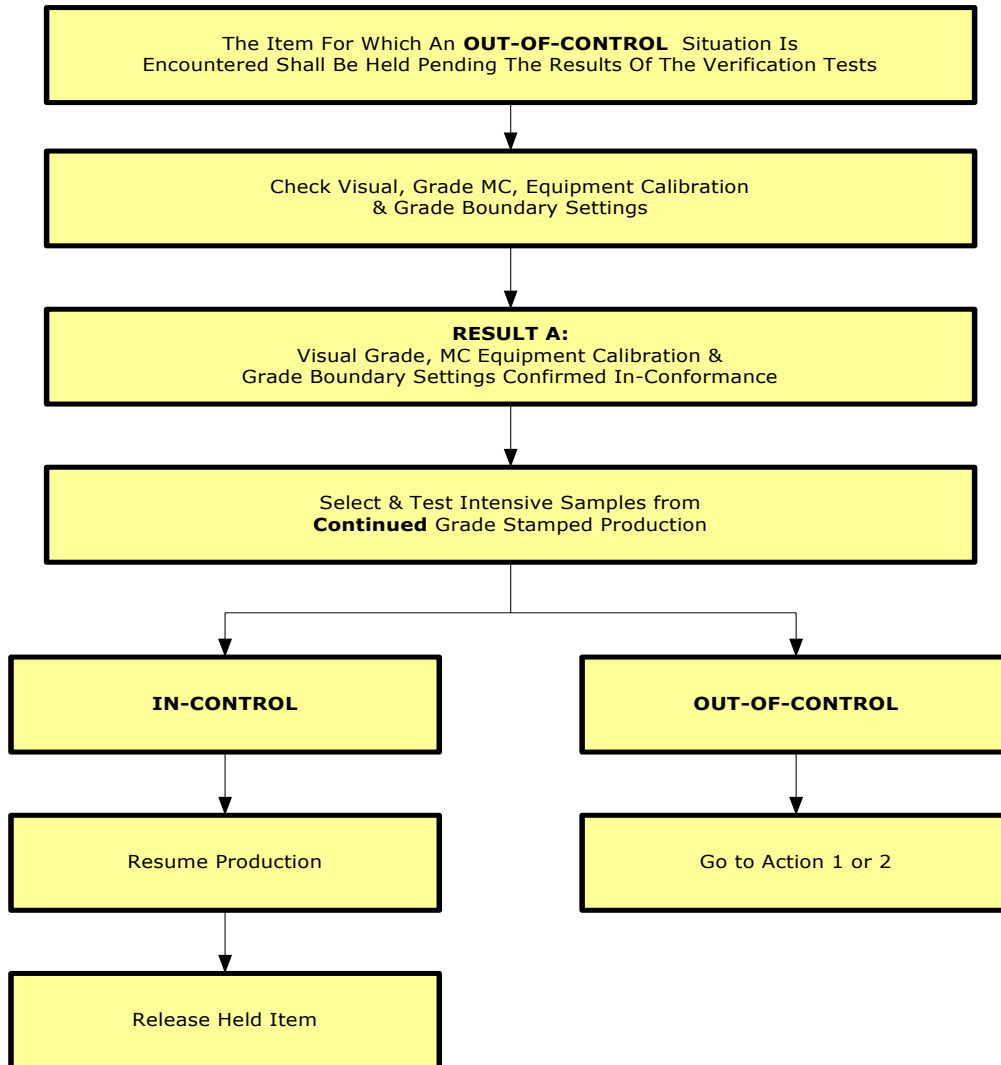 The Item For Which An OUT-OF-CONTROL Situation Is
Encountered Shall Be Held Pending The Results Of The Verification Tests
Check Visual, Grade MC, Equipment Calibration
& Grade Boundary Settings
RESULT A:
Visual Grade, MC Equipment Calibration &
Grade Boundary Settings Confirmed In-Conformance
Select & Test Intensive Samples from
Continued Grade Stamped Production
IN-CONTROL
OUT-OF-CONTROL
Resume Production
Go to Action 1 or 2
Release Held Item